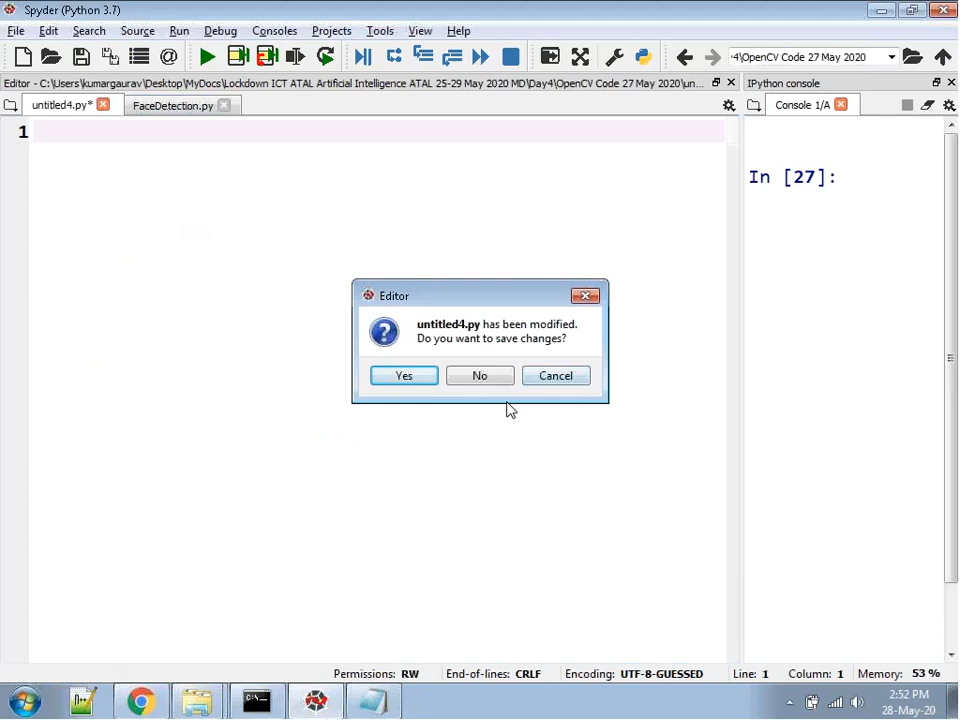 Spyder (Python 3.7)
File Edit Search Source Run Debug Consoles Projects Tools View Help
4\OpenCV Code 27 May 2020
Editor - C:\Users\kumargaurav\Desktop\MyDocs\Lockdown ICT ATAL Artificial Intelligence ATAL 25-29 May 2020 MD\Day4\OpenCV Code 27 May 2020\un...
IPython console
untitled4.py*
FaceDetection.py
Console 1/A
1
In [27]:
Editor
untitled4.py has been modified.
Do you want to save changes?
Yes No Cancel
Permissions: RW End-of-lines: CRLF Encoding: UTF-8-GUESSED Line: 1 Column: 1 Memory: 53 %
C:\.
2:52 PM
28-May-20